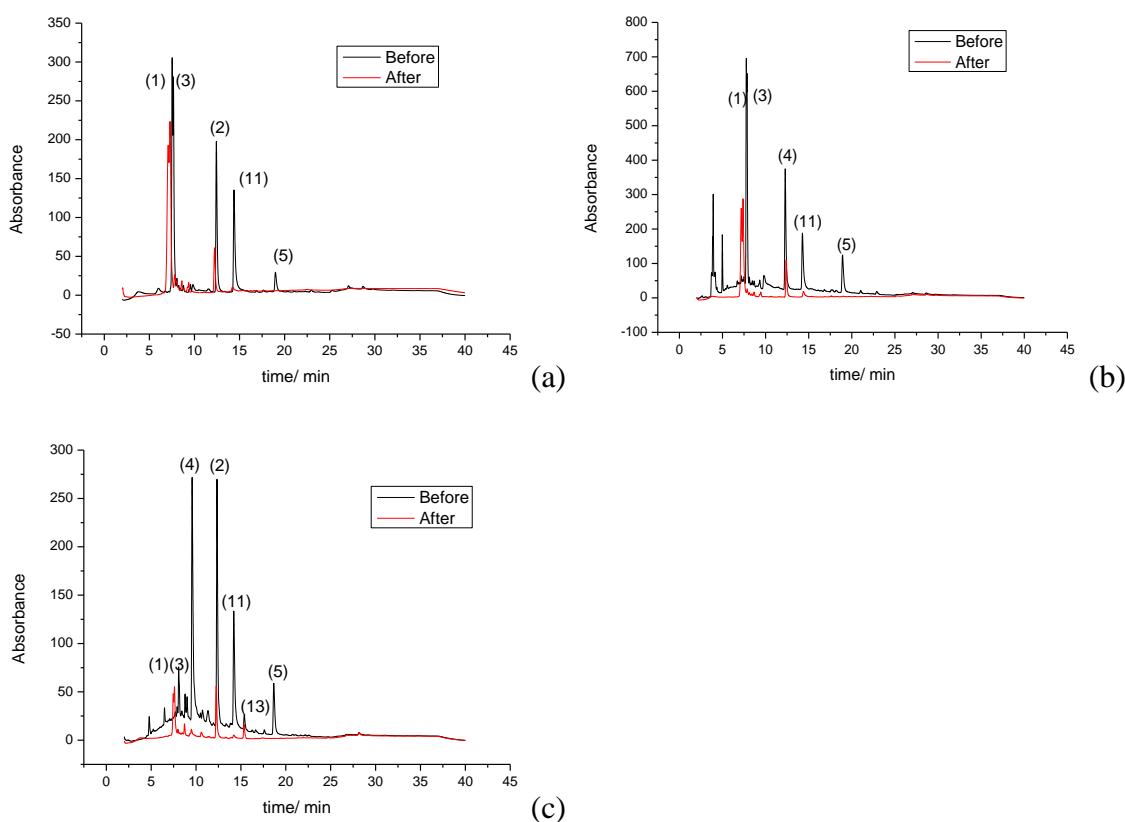 350
300
250
200
150
100
50
0
-50
Absorbance
(1) (3)
(2)
(11)
(5)
Before
After
0 5 10 15 20 25 30 35 40 45
time/ min
(a)
800
700
600
500
400
300
200
100
0
-100
Absorbance
(1) (3)
(4)
(11)
(5)
Before
After
0 5 10 15 20 25 30 35 40 45
time/ min
(b)
300
250
200
150
100
50
0
Absorbance
(4) (2)
(11)
(1)(3)
(5)
(13)
Before
After
0 5 10 15 20 25 30 35 40 45
time/ min
(c)